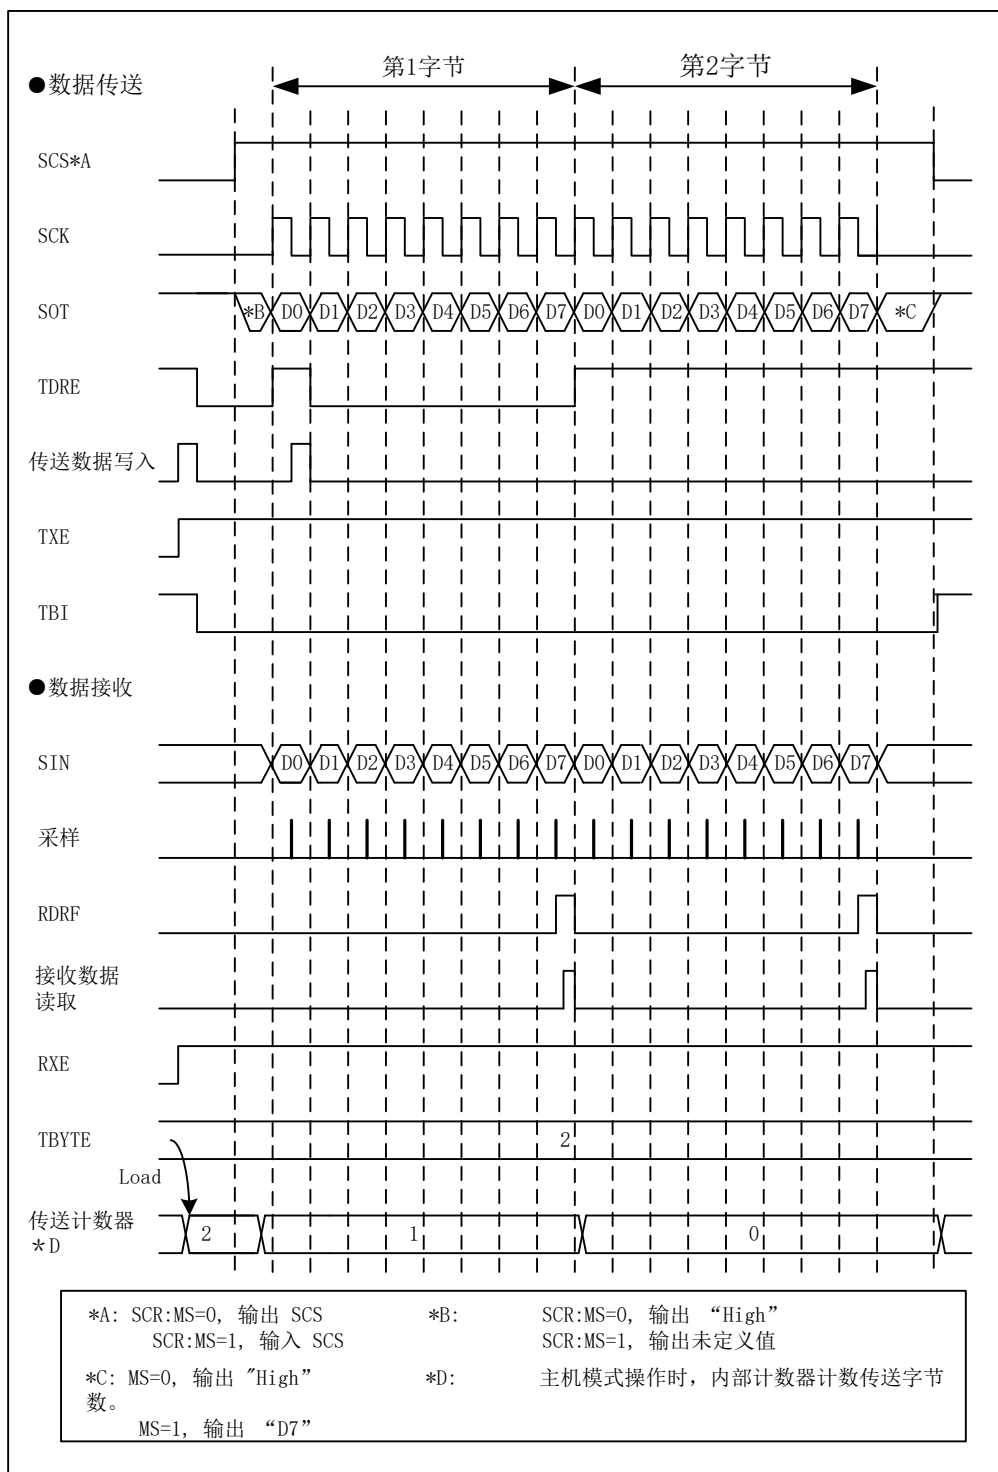 第1字节 第2字节
●数据传送
SCS*A
SCK
SOT *B D0 D1 D2 D3 D4 D5 D6 D7 D0 D1 D2 D3 D4 D5 D6 D7 *C
TDRE
传送数据写入
TXE
TBI
●数据接收
SIN D0 D1 D2 D3 D4 D5 D6 D7 D0 D1 D2 D3 D4 D5 D6 D7
采样
RDRF
接收数据
读取
RXE
TBYTE 2
Load
传送计数器 2 1 0
*D
*A: SCR:MS=0, 输出 SCS *B: SCR:MS=0, 输出 “High”
SCR:MS=1, 输入 SCS SCR:MS=1, 输出未定义值
*C: MS=0, 输出 "High” *D: 主机模式操作时，内部计数器计数传送字节
数。
MS=1, 输出 “D7”